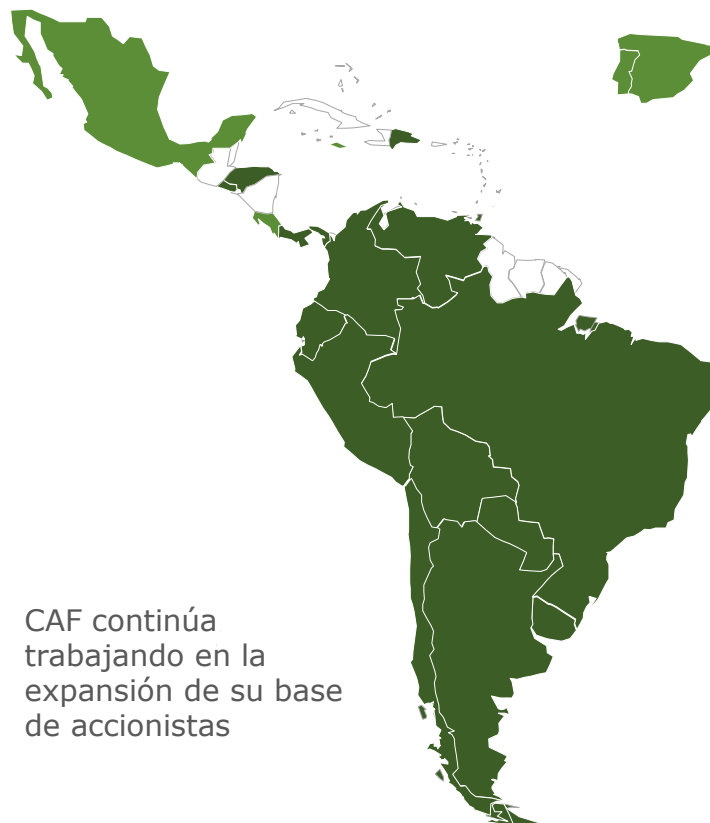 CAF continúa
trabajando en la
expansión de su base
de accionistas